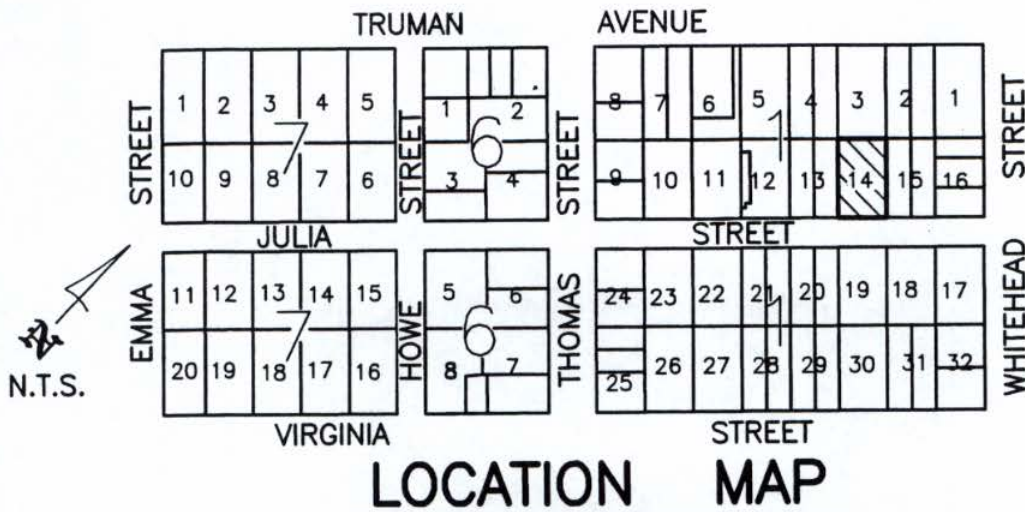 TRUMAN AVENUE
STREET
1 2 3 4 5
7
10 9 8 7 6
STREET
1 2
6
3 4
STREET
8 7 6 5 4 3 2 1
1
9 10 11 12 13 14 15 16
STREET
JULIA STREET
EMMA
11 12 13 14 15
7
20 19 18 17 16
HOWE
5 6
6
8 7
THOMAS
24 23 22 21 20 19 18 17
1
25 26 27 28 29 30 31 32
WHITEHEAD
N
N.T.S.
VIRGINIA STREET
LOCATION MAP